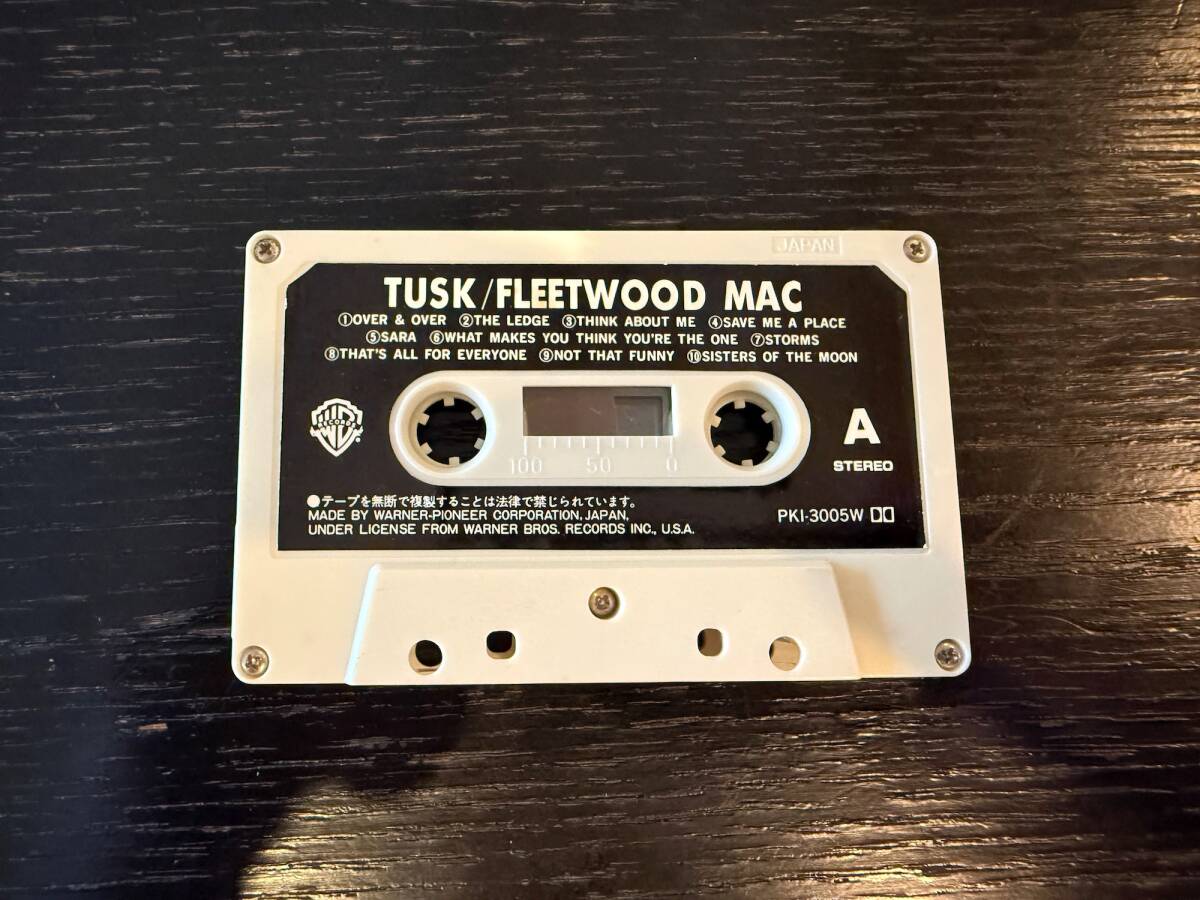 JAPAN
TUSK/FLEETWOOD MAC
①OVER & OVER ②THE LEDGE ③THINK ABOUT ME ④SAVE ME A PLACE
⑤SARA ⑥WHAT MAKES YOU THINK YOU'RE THE ONE ⑦STORMS
⑧THAT'S ALL FOR EVERYONE ⑨NOT THAT FUNNY ⑩SISTERS OF THE MOON
WB
RECORDS
A
STEREO
100 50 0
●テープを無断で複製することは法律で禁じられています。
MADE BY WARNER-PIONEER CORPORATION, JAPAN,
UNDER LICENSE FROM WARNER BROS. RECORDS INC., U.S.A.
PKI-3005W